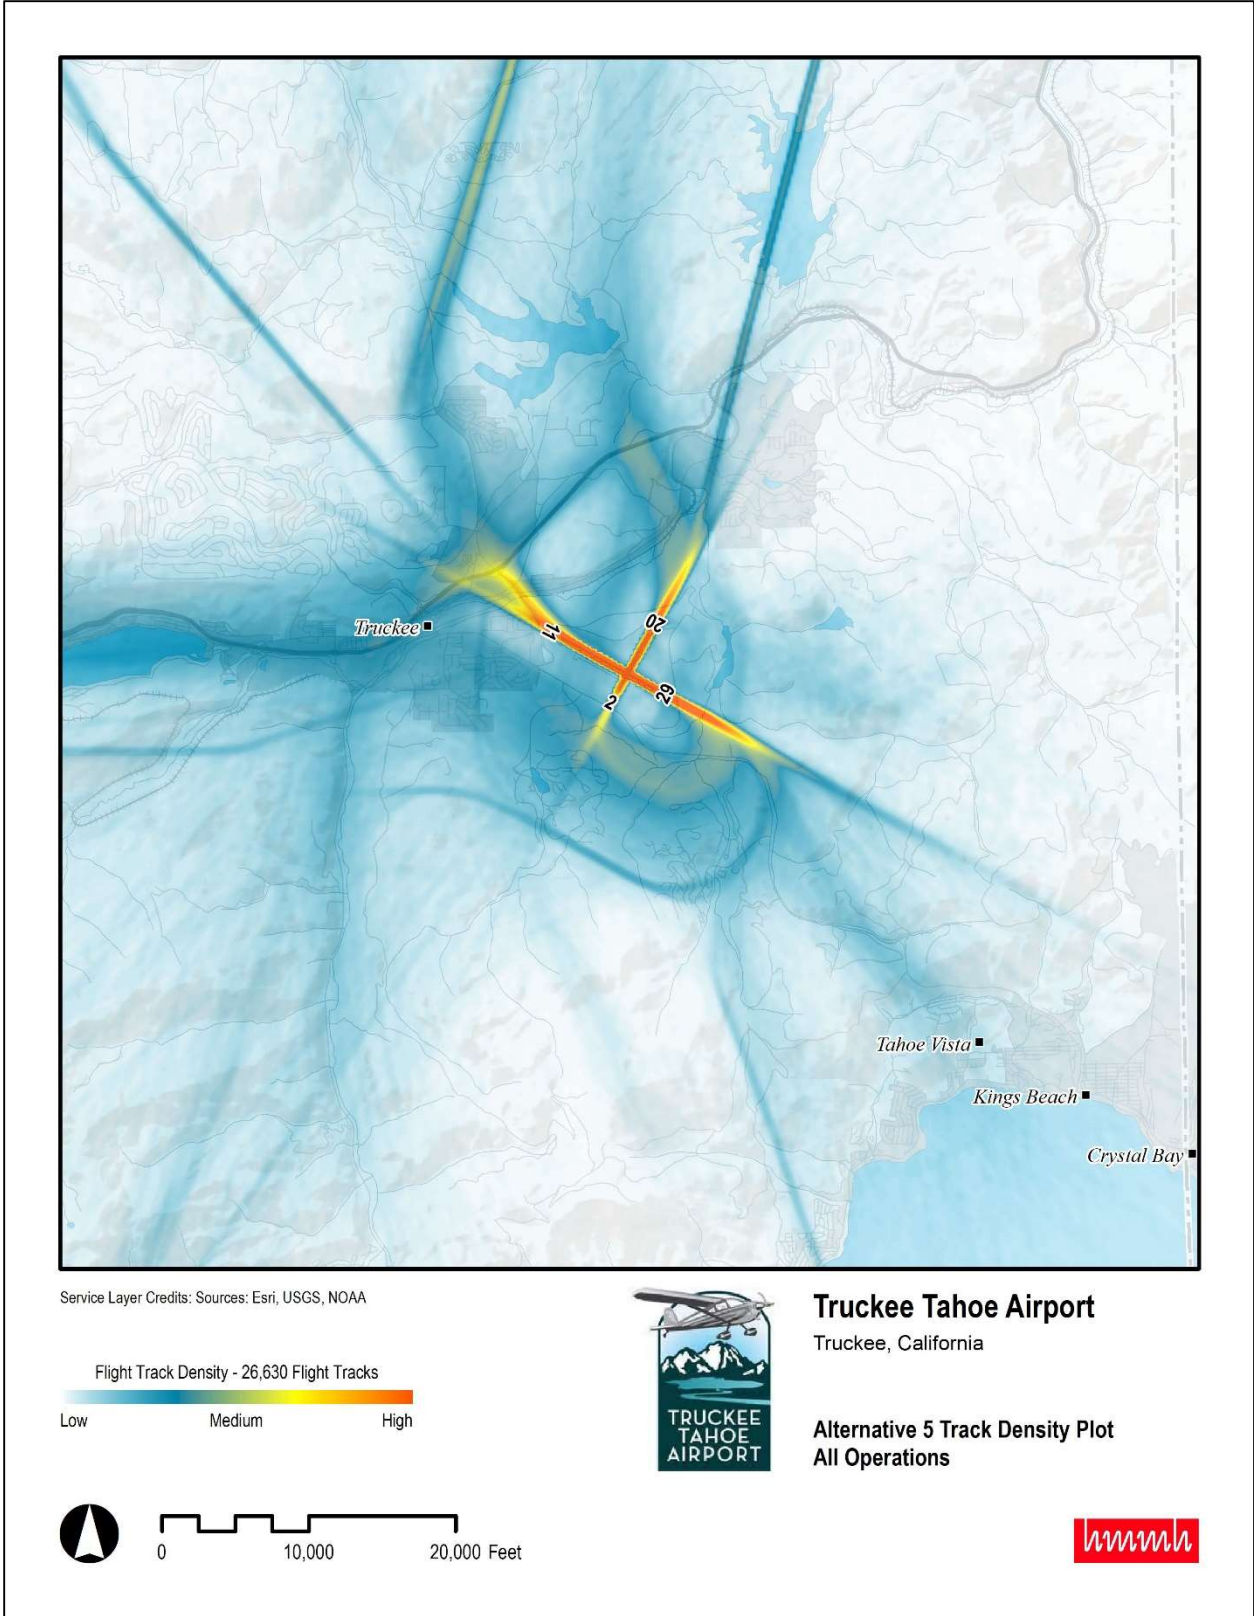 11
20
Truckee
29
2
Tahoe Vista
Kings Beach
Crystal Bay
Service Layer Credits: Sources: Esri, USGS, NOAA
Flight Track Density - 26,630 Flight Tracks
Low Medium High
0 10,000 20,000 Feet
TRUCKEE
TAHOE
AIRPORT
Truckee Tahoe Airport
Truckee, California
Alternative 5 Track Density Plot
All Operations
hmmh